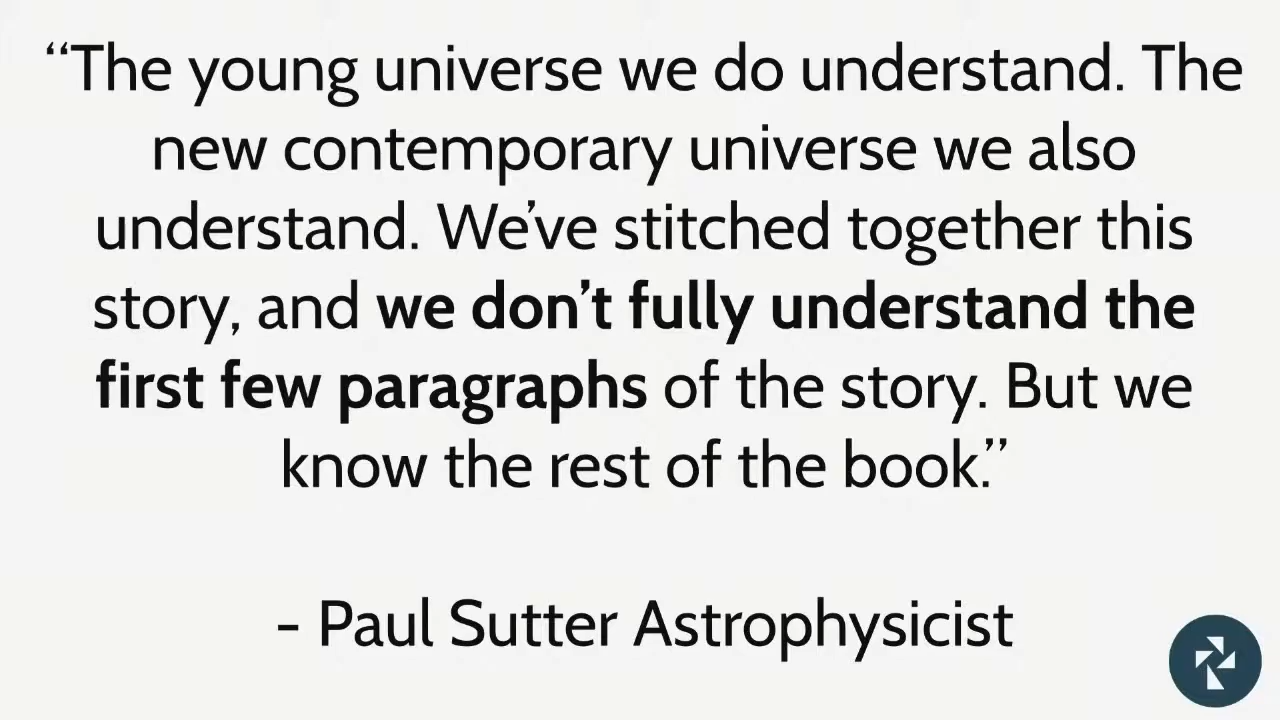 “The young universe we do understand. The
new contemporary universe we also
understand. We’ve stitched together this
story, and we don’t fully understand the
first few paragraphs of the story. But we
know the rest of the book.”
- Paul Sutter Astrophysicist